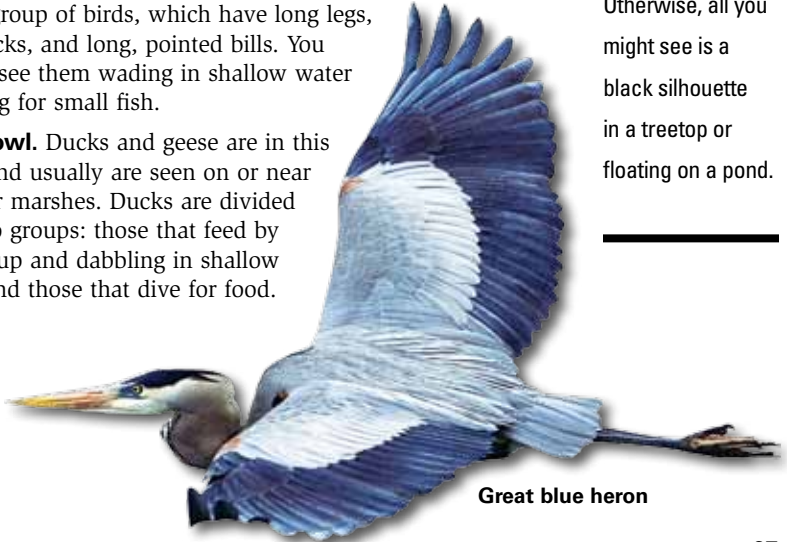 group of birds, which have long legs,
cks, and long, pointed bills. You
see them wading in shallow water
g for small fish.
owl. Ducks and geese are in this
nd usually are seen on or near
r marshes. Ducks are divided
o groups: those that feed by
up and dabbling in shallow
nd those that dive for food.
Otherwise, all you
might see is a
black silhouette
in a treetop or
floating on a pond.
Great blue heron